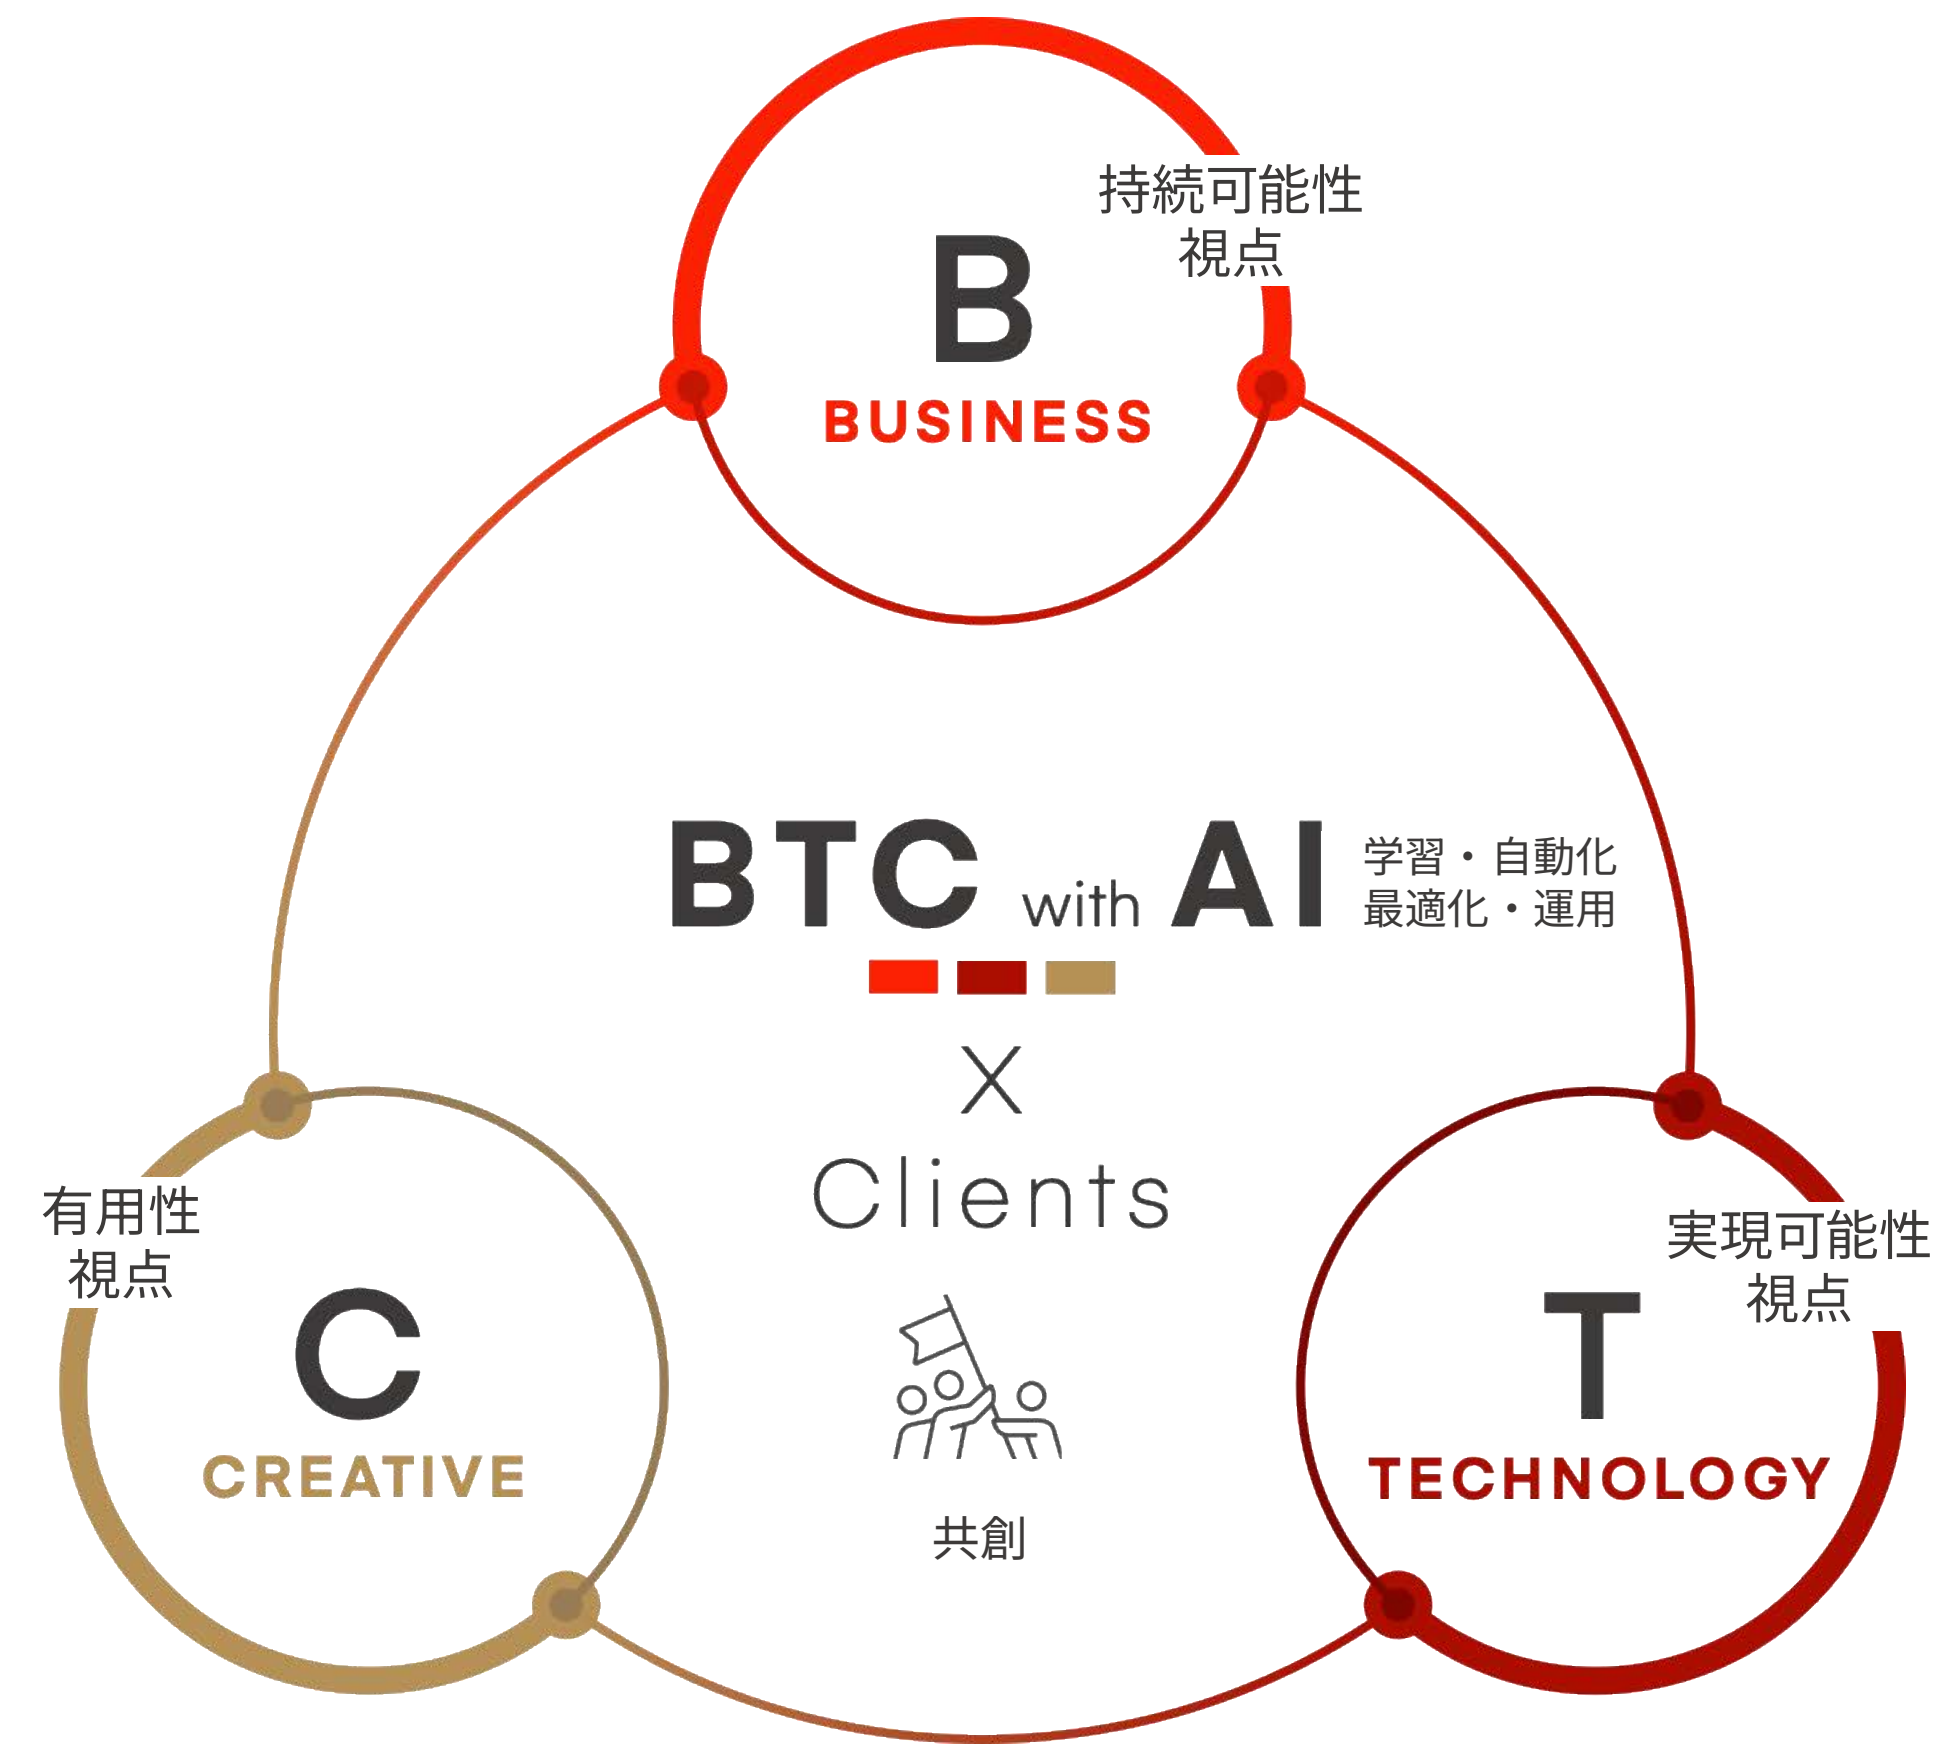 持続可能性
視点
B
BUSINESS
BTC with AI
学習・自動化
最適化・運用
X
Clients
有用性
視点
C
CREATIVE
実現可能性
視点
T
TECHNOLOGY
共創